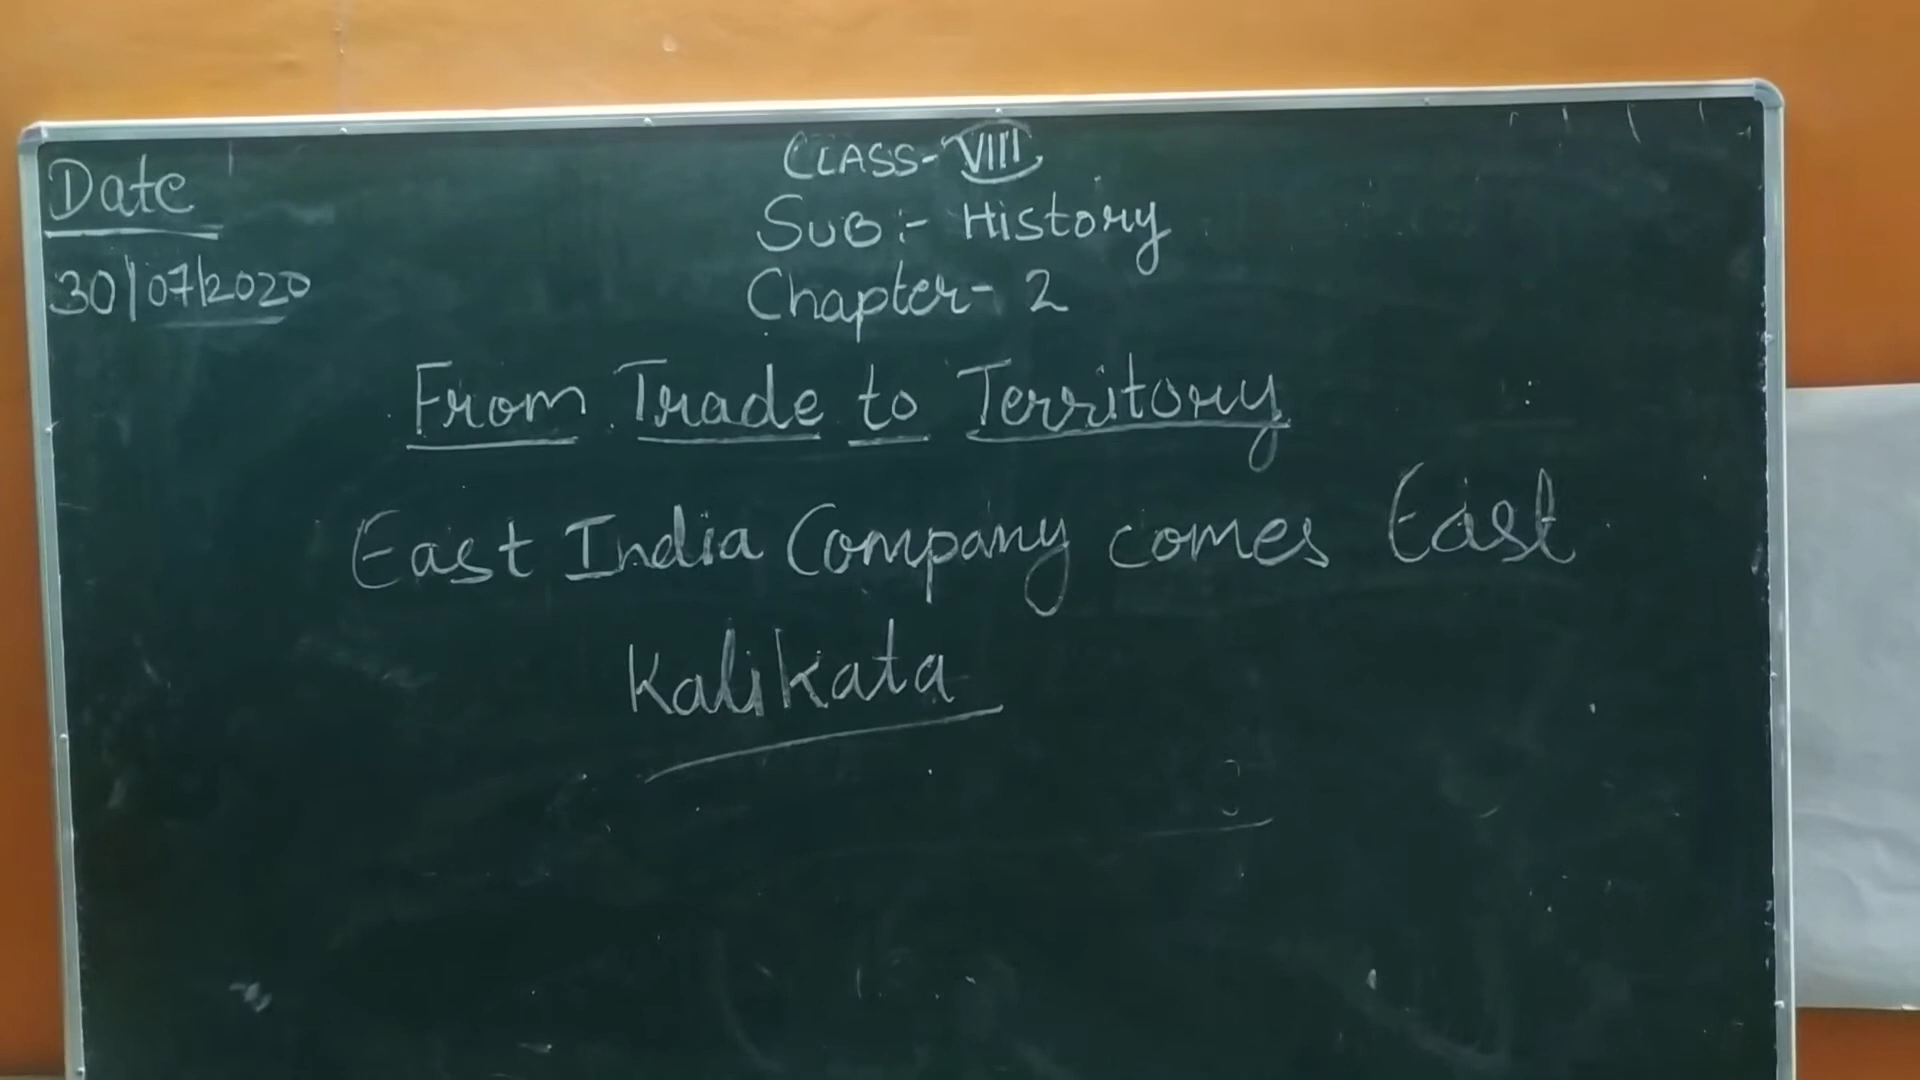 Date
30/07/2020
CLASS-VIII
SUB:- History
Chapter- 2
From Trade to Territory
East India Company comes East
Kalikata